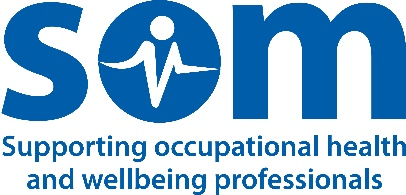 som
Supporting occupational health
and wellbeing professionals